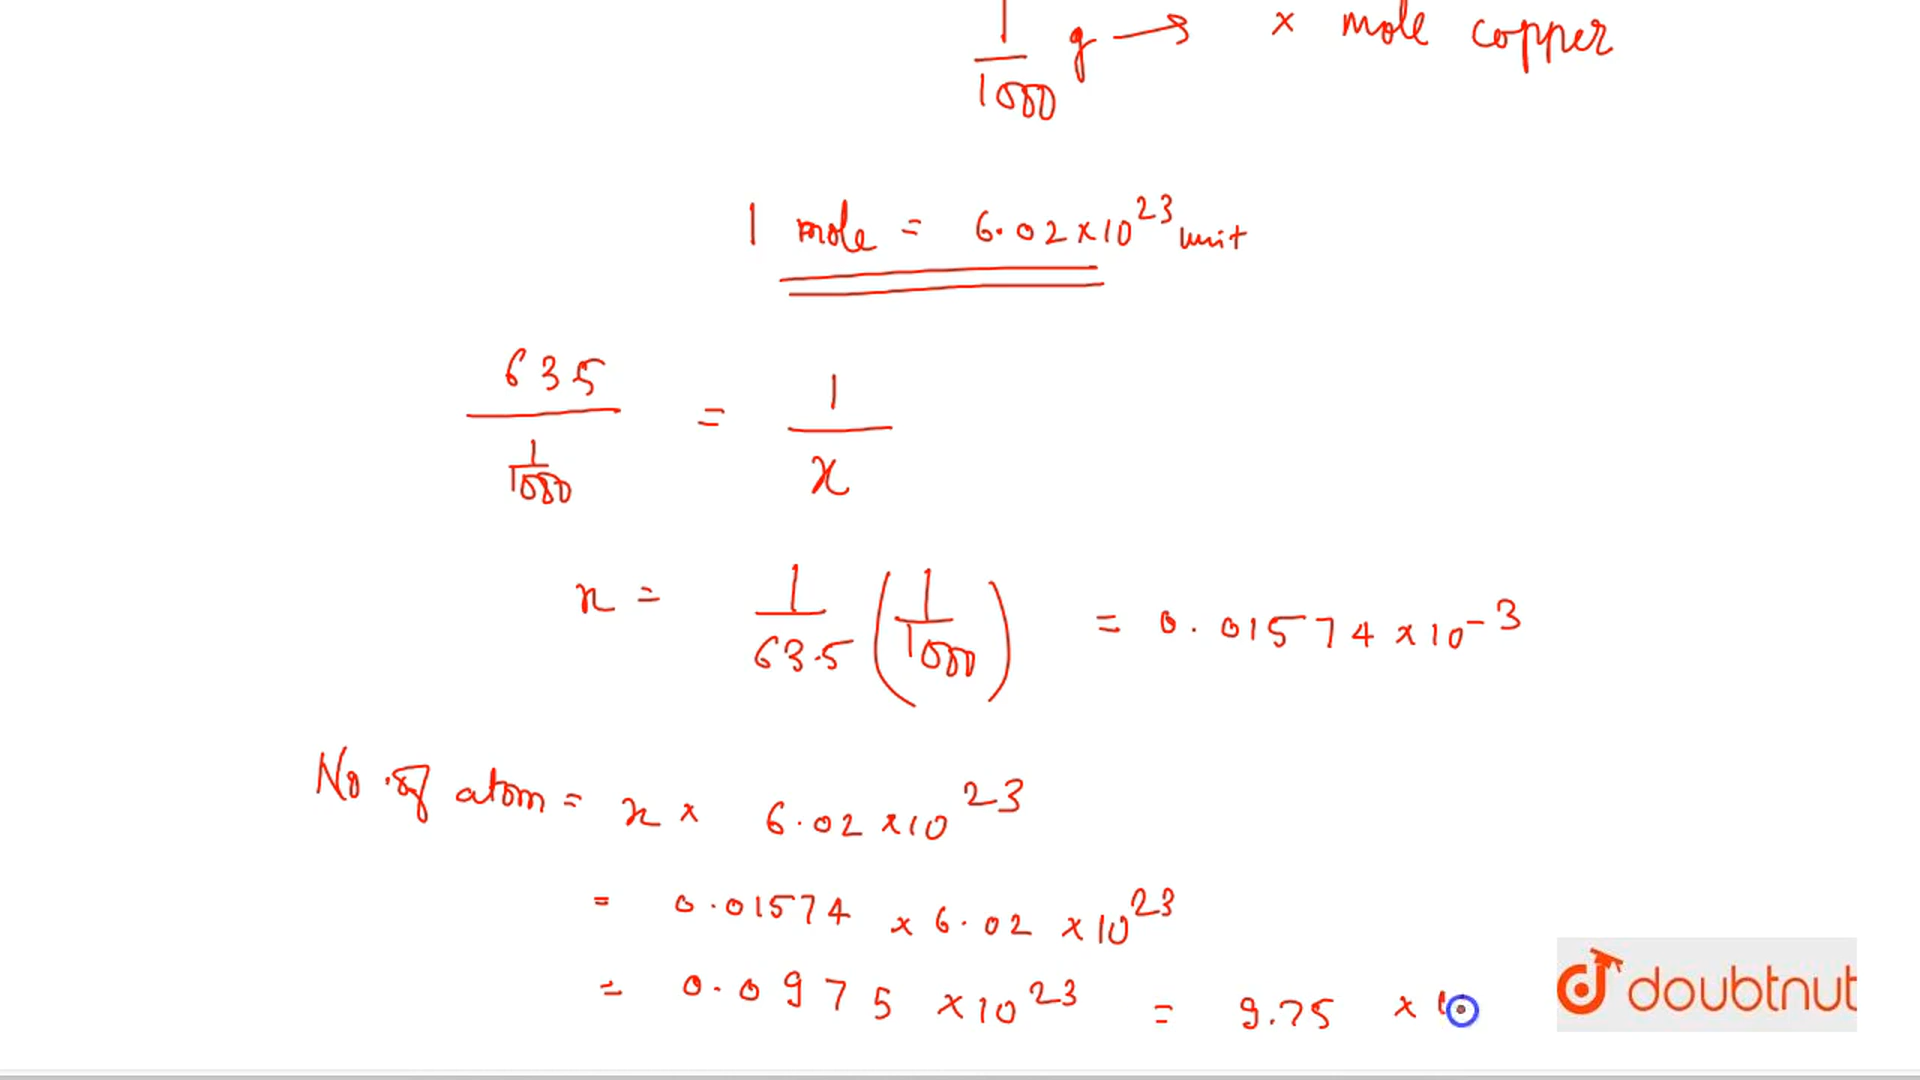 1/1000 g → x mole copper
1 mole = 6.02 × 10^23 unit
635 / (1/1000) = 1/x
x = 1/63.5 (1/1000) = 0.01574 × 10^-3
No. of atom = x × 6.02 × 10^23
= 0.01574 × 6.02 × 10^23
= 0.0975 × 10^23 = 9.75 ×
doubtnut